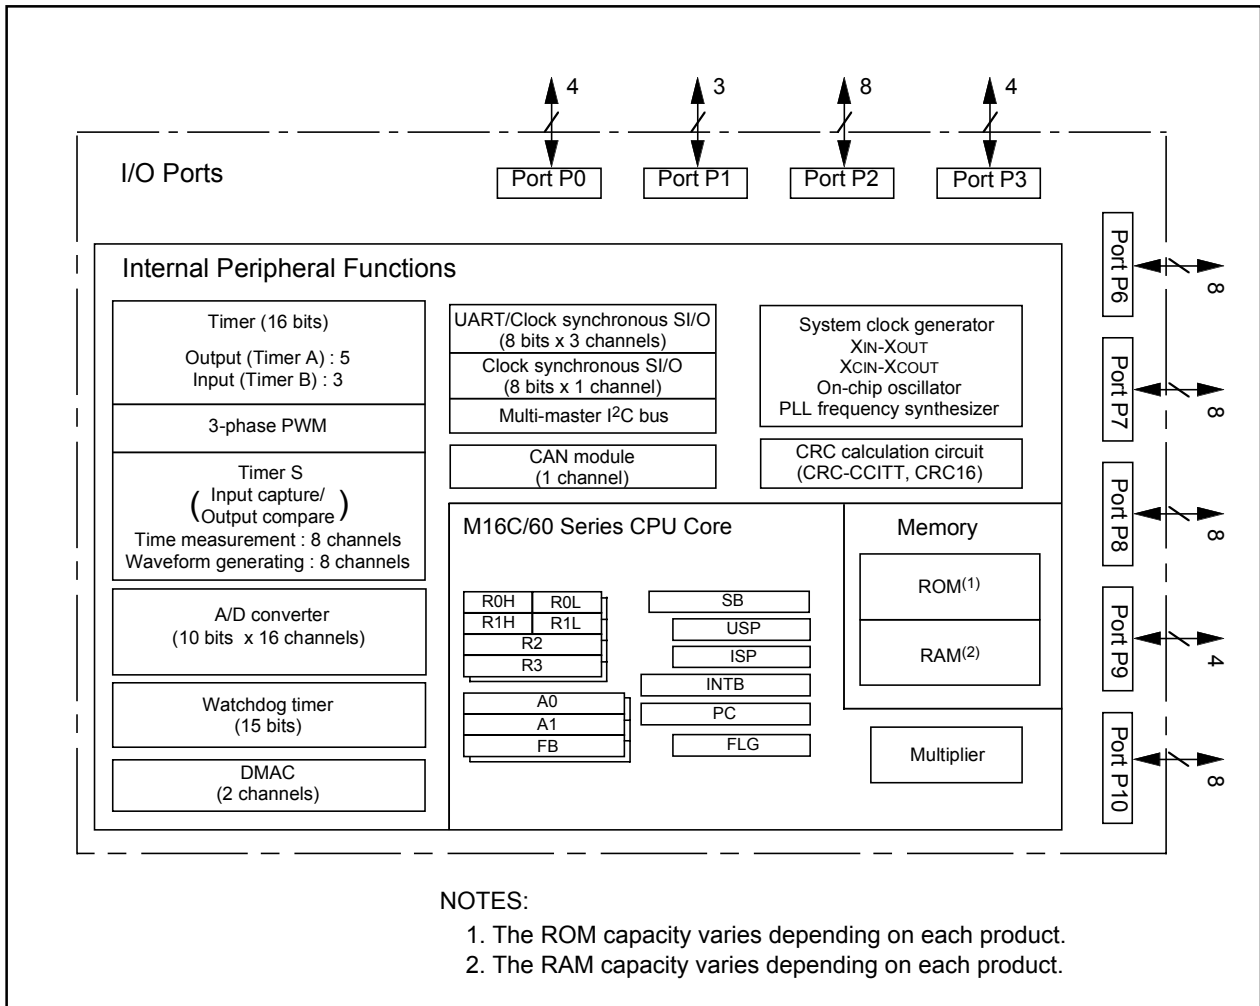 4
3
8
4
I/O Ports
Port P0
Port P1
Port P2
Port P3
Port P6
8
Port P7
8
Port P8
8
Port P9
4
Port P10
8
Internal Peripheral Functions
Timer (16 bits)
Output (Timer A) : 5
Input (Timer B) : 3
3-phase PWM
Timer S
(Input capture/
Output compare)
Time measurement : 8 channels
Waveform generating : 8 channels
A/D converter
(10 bits x 16 channels)
Watchdog timer
(15 bits)
DMAC
(2 channels)
UART/Clock synchronous SI/O
(8 bits x 3 channels)
Clock synchronous SI/O
(8 bits x 1 channel)
Multi-master I2C bus
CAN module
(1 channel)
System clock generator
XIN-XOUT
XCIN-XCOUT
On-chip oscillator
PLL frequency synthesizer
CRC calculation circuit
(CRC-CCITT, CRC16)
M16C/60 Series CPU Core
R0H R0L
R1H R1L
R2
R3
A0
A1
FB
SB
USP
ISP
INTB
PC
FLG
Memory
ROM(1)
RAM(2)
Multiplier
NOTES:
1. The ROM capacity varies depending on each product.
2. The RAM capacity varies depending on each product.